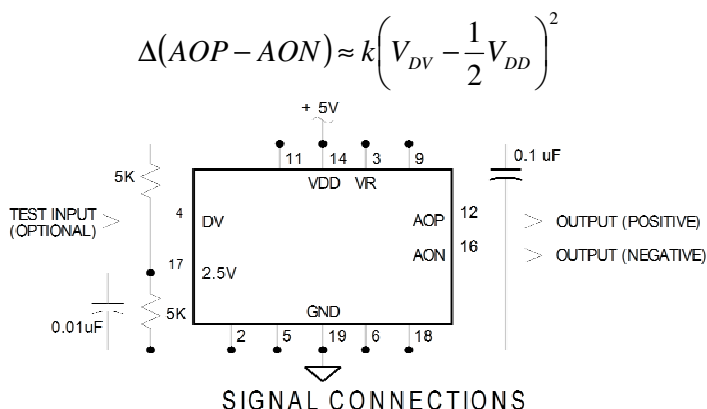 Δ(AOP − AON) ≈ k(V_DV − 1/2 V_DD)²
+ 5V
11 14 3 9
0.1 uF
5K
VDD VR
TEST INPUT
(OPTIONAL)
4
DV
AOP
12
OUTPUT (POSITIVE)
AON
16
OUTPUT (NEGATIVE)
17
2.5V
GND
5K
0.01uF
2 5 19 6 18
SIGNAL CONNECTIONS